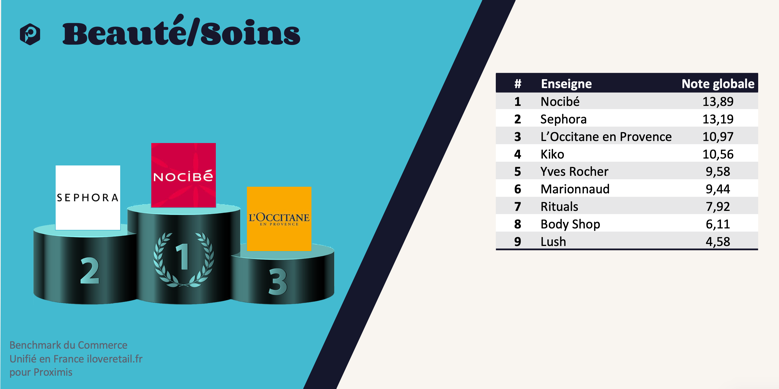 Beauté/Soins
SEPHORA
NOCIBÉ
L'OCCITANE
EN PROVENCE
2
1
3
Benchmark du Commerce
Unifié en France iloveretail.fr
pour Proximis
# Enseigne Note globale
1 Nocibé 13,89
2 Sephora 13,19
3 L'Occitane en Provence 10,97
4 Kiko 10,56
5 Yves Rocher 9,58
6 Marionnaud 9,44
7 Rituals 7,92
8 Body Shop 6,11
9 Lush 4,58